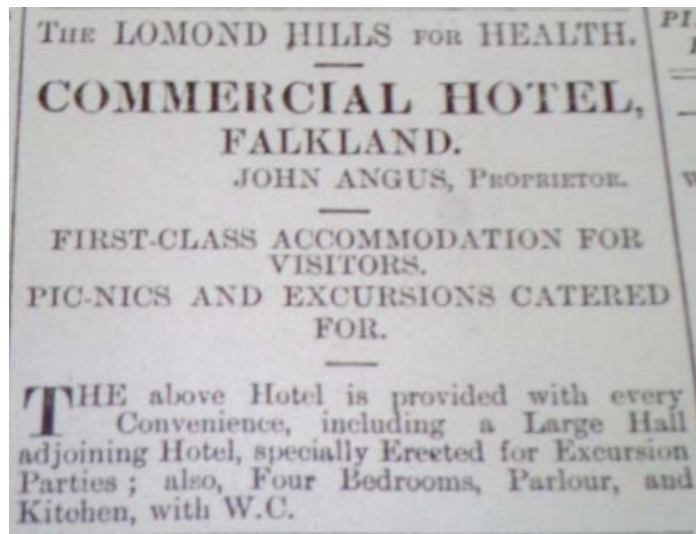 THE LOMOND HILLS FOR HEALTH.
COMMERCIAL HOTEL,
FALKLAND.
JOHN ANGUS, PROPRIETOR.
FIRST-CLASS ACCOMMODATION FOR
VISITORS.
PIC-NICS AND EXCURSIONS CATERED
FOR.
THE above Hotel is provided with every
Convenience, including a Large Hall
adjoining Hotel, specially Erected for Excursion
Parties; also, Four Bedrooms, Parlour, and
Kitchen, with W.C.